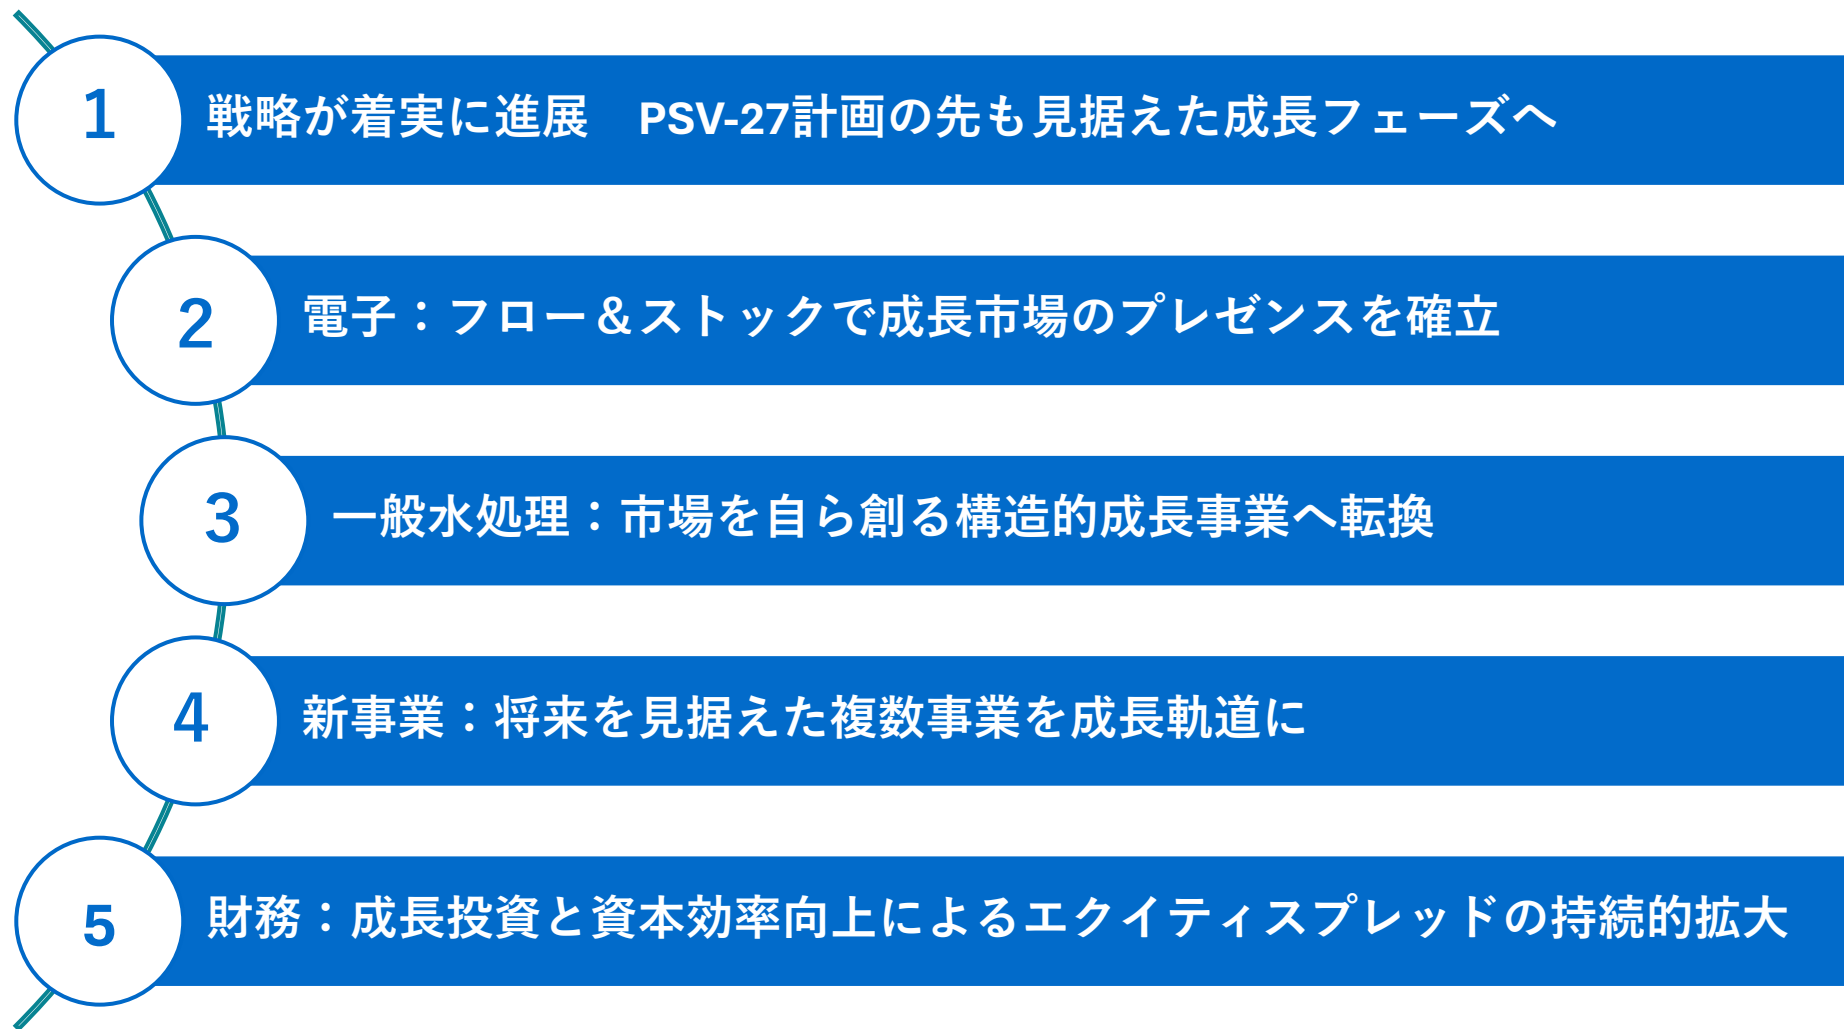 1
戦略が着実に進展　PSV-27計画の先も見据えた成長フェーズへ
2
電子：フロー＆ストックで成長市場のプレゼンスを確立
3
一般水処理：市場を自ら創る構造的成長事業へ転換
4
新事業：将来を見据えた複数事業を成長軌道に
5
財務：成長投資と資本効率向上によるエクイティスプレッドの持続的拡大